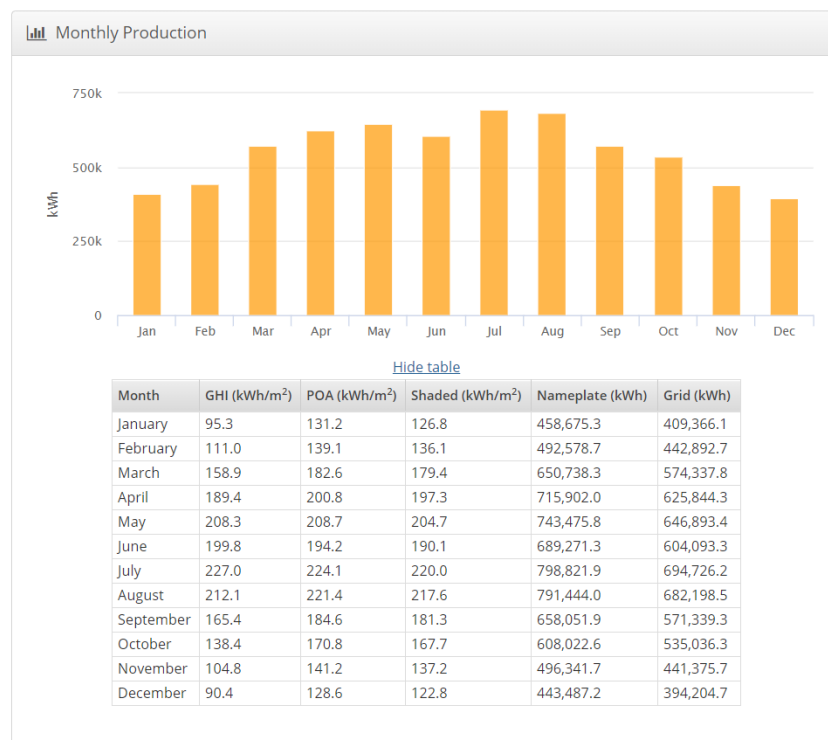 Monthly Production
750k
500k
250k
0
kWh
Jan Feb Mar Apr May Jun Jul Aug Sep Oct Nov Dec
Hide table
Month GHI (kWh/m²) POA (kWh/m²) Shaded (kWh/m²) Nameplate (kWh) Grid (kWh)
January 95.3 131.2 126.8 458,675.3 409,366.1
February 111.0 139.1 136.1 492,578.7 442,892.7
March 158.9 182.6 179.4 650,738.3 574,337.8
April 189.4 200.8 197.3 715,902.0 625,844.3
May 208.3 208.7 204.7 743,475.8 646,893.4
June 199.8 194.2 190.1 689,271.3 604,093.3
July 227.0 224.1 220.0 798,821.9 694,726.2
August 212.1 221.4 217.6 791,444.0 682,198.5
September 165.4 184.6 181.3 658,051.9 571,339.3
October 138.4 170.8 167.7 608,022.6 535,036.3
November 104.8 141.2 137.2 496,341.7 441,375.7
December 90.4 128.6 122.8 443,487.2 394,204.7